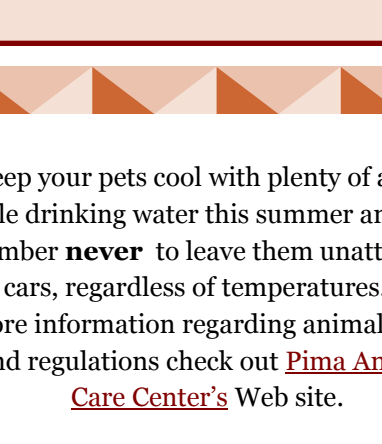 eep your pets cool with plenty of a
le drinking water this summer an
mber never to leave them unatt
cars, regardless of temperatures.
ore information regarding animal
nd regulations check out Pima An
Care Center's Web site.